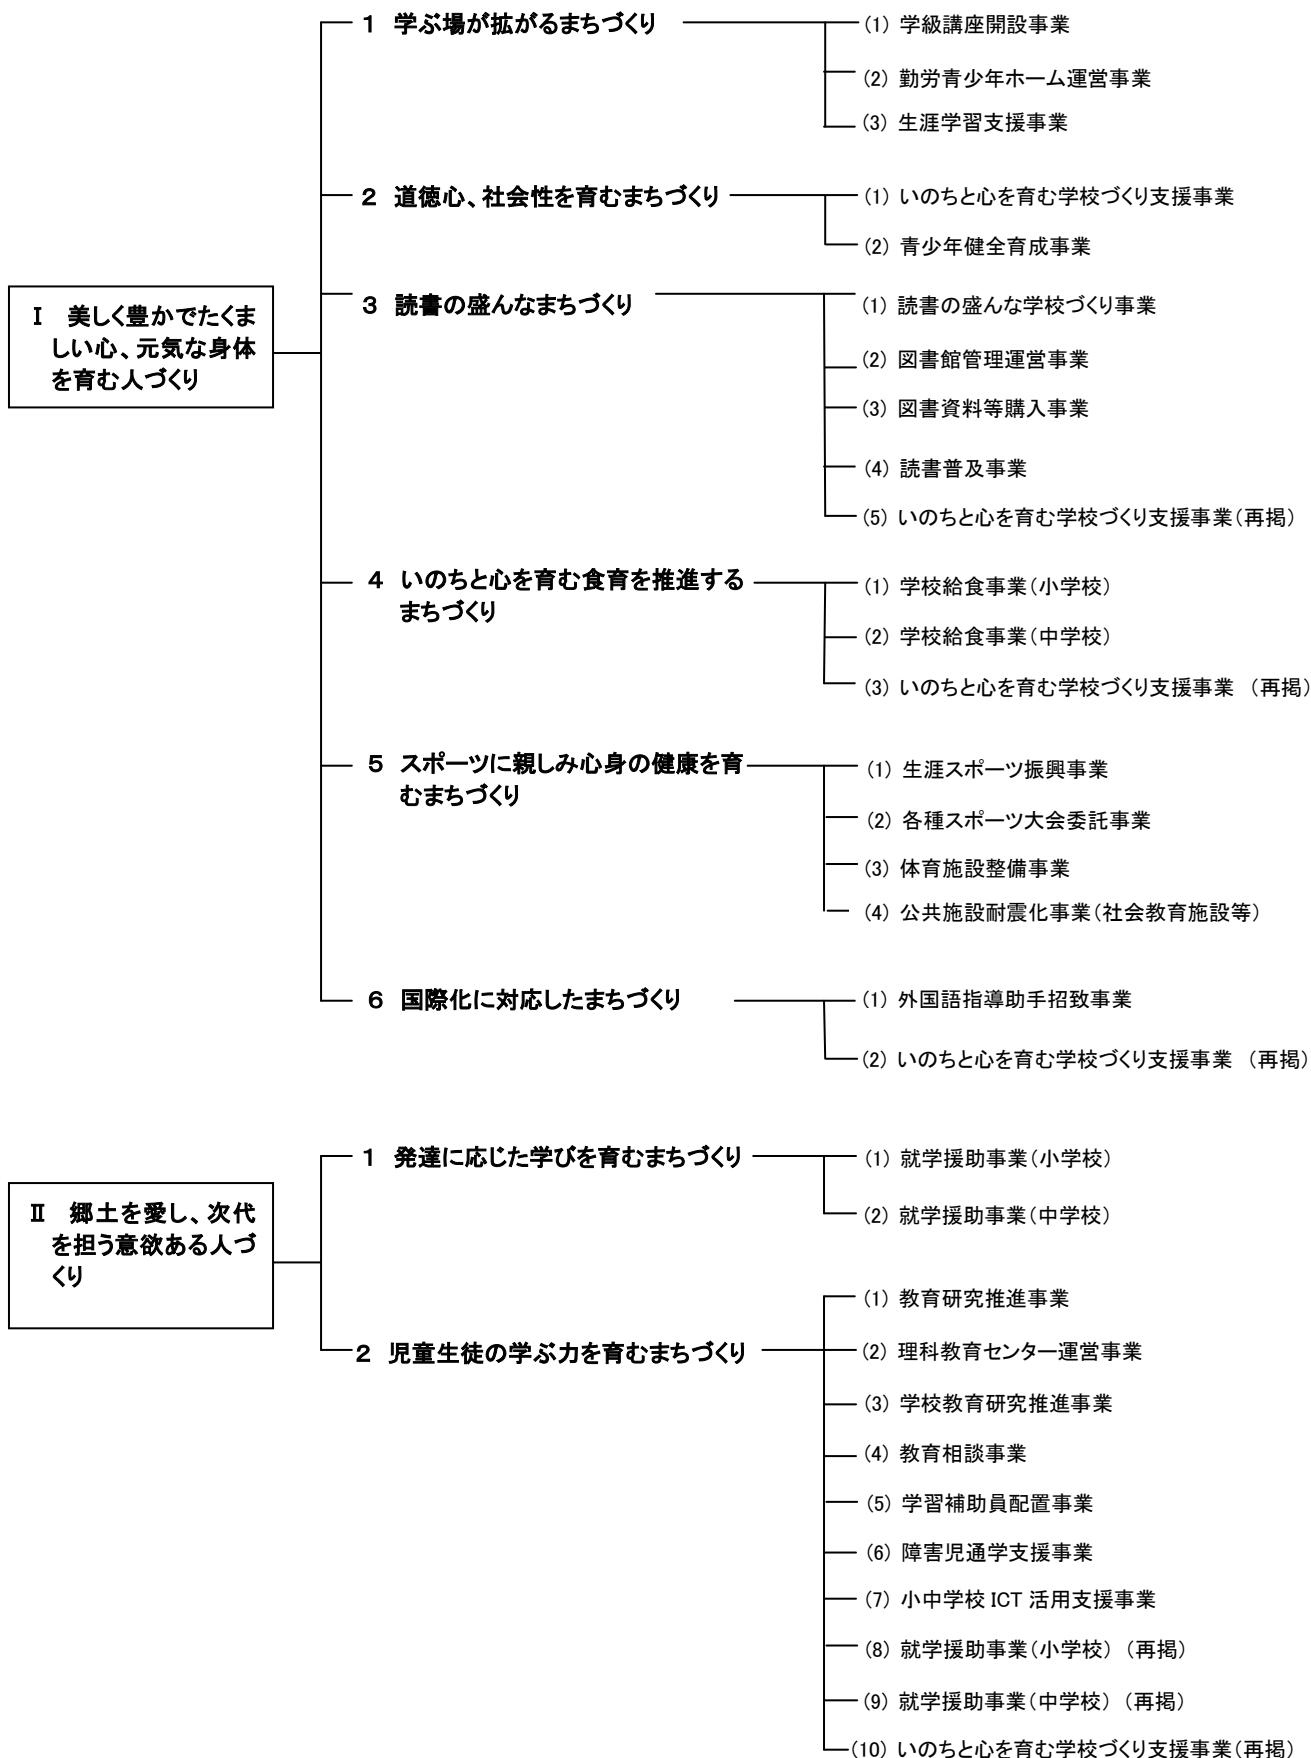 Ⅰ 美しく豊かでたくま
しい心、元気な身体
を育む人づくり
1 学ぶ場が拡がるまちづくり
(1) 学級講座開設事業
(2) 勤労青少年ホーム運営事業
(3) 生涯学習支援事業
2 道徳心、社会性を育むまちづくり
(1) いのちと心を育む学校づくり支援事業
(2) 青少年健全育成事業
3 読書の盛んなまちづくり
(1) 読書の盛んな学校づくり事業
(2) 図書館管理運営事業
(3) 図書資料等購入事業
(4) 読書普及事業
(5) いのちと心を育む学校づくり支援事業(再掲)
4 いのちと心を育む食育を推進する
まちづくり
(1) 学校給食事業(小学校)
(2) 学校給食事業(中学校)
(3) いのちと心を育む学校づくり支援事業 (再掲)
5 スポーツに親しみ心身の健康を育
むまちづくり
(1) 生涯スポーツ振興事業
(2) 各種スポーツ大会委託事業
(3) 体育施設整備事業
(4) 公共施設耐震化事業(社会教育施設等)
6 国際化に対応したまちづくり
(1) 外国語指導助手招致事業
(2) いのちと心を育む学校づくり支援事業 (再掲)
Ⅱ 郷土を愛し、次代
を担う意欲ある人づ
くり
1 発達に応じた学びを育むまちづくり
(1) 就学援助事業(小学校)
(2) 就学援助事業(中学校)
2 児童生徒の学ぶ力を育むまちづくり
(1) 教育研究推進事業
(2) 理科教育センター運営事業
(3) 学校教育研究推進事業
(4) 教育相談事業
(5) 学習補助員配置事業
(6) 障害児通学支援事業
(7) 小中学校 ICT 活用支援事業
(8) 就学援助事業(小学校) (再掲)
(9) 就学援助事業(中学校) (再掲)
(10) いのちと心を育む学校づくり支援事業(再掲)